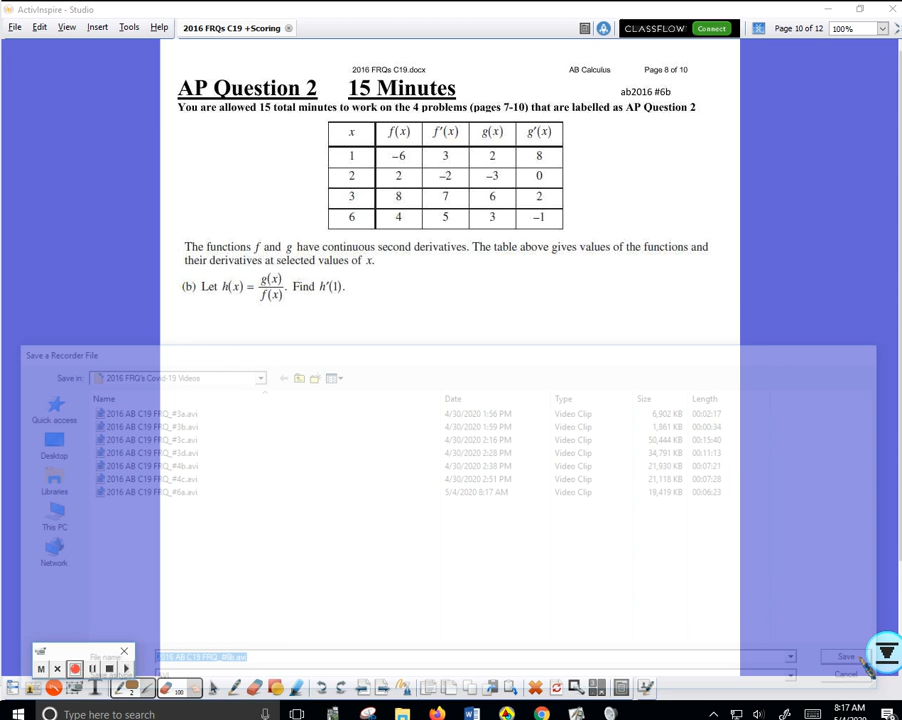 ActivInspire - Studio
File Edit View Insert Tools Help 2016 FRQs C19 +Scoring CLASSFLOW Connect Page 10 of 12 100%
2016 FRQs C19.docx AB Calculus Page 8 of 10
AP Question 2 15 Minutes ab2016 #6b
You are allowed 15 total minutes to work on the 4 problems (pages 7-10) that are labelled as AP Question 2
x f(x) f′(x) g(x) g′(x)
1 –6 3 2 8
2 2 –2 –3 0
3 8 7 6 2
6 4 5 3 –1
The functions f and g have continuous second derivatives. The table above gives values of the functions and
their derivatives at selected values of x.
(b) Let h(x) = g(x)/f(x). Find h′(1).
Save a Recorder File
Save in: 2016 FRQ's Covid-19 Videos
Name Date Type Size Length
2016 AB C19 FRQ_#3a.avi 4/30/2020 1:56 PM Video Clip 6,902 KB 00:02:17
2016 AB C19 FRQ_#3b.avi 4/30/2020 1:59 PM Video Clip 1,861 KB 00:00:34
2016 AB C19 FRQ_#3c.avi 4/30/2020 2:16 PM Video Clip 50,444 KB 00:15:40
2016 AB C19 FRQ_#3d.avi 4/30/2020 2:28 PM Video Clip 34,791 KB 00:11:13
2016 AB C19 FRQ_#4b.avi 4/30/2020 2:38 PM Video Clip 21,930 KB 00:07:21
2016 AB C19 FRQ_#4c.avi 4/30/2020 2:51 PM Video Clip 21,118 KB 00:07:28
2016 AB C19 FRQ_#6a.avi 5/4/2020 8:17 AM Video Clip 19,419 KB 00:06:23
Quick access
Desktop
Libraries
This PC
Network
File name: 2016 AB C19 FRQ_#6b.avi Save
M
Cancel
2 100
Type here to search 8:17 AM
5/4/2020